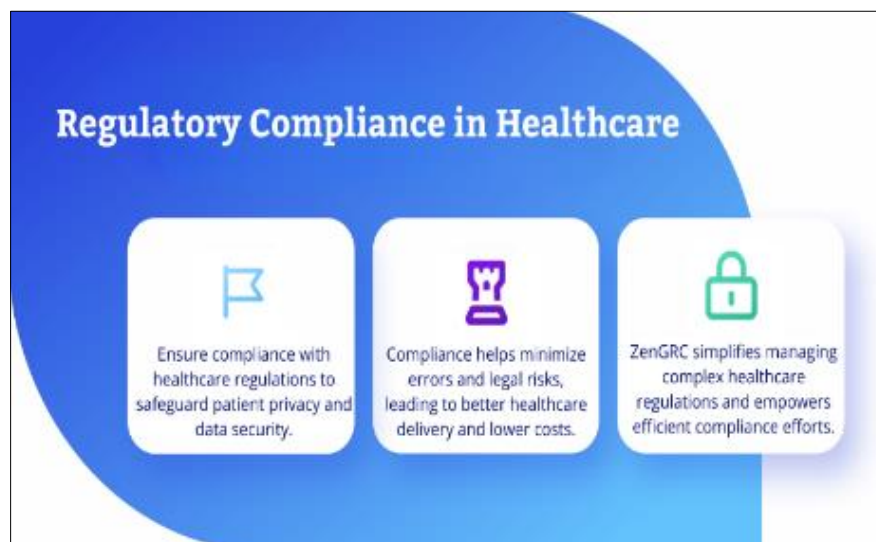 Regulatory Compliance in Healthcare
Ensure compliance with
healthcare regulations to
safeguard patient privacy and
data security.
Compliance helps minimize
errors and legal risks,
leading to better healthcare
delivery and lower costs.
ZenGRC simplifies managing
complex healthcare
regulations and empowers
efficient compliance efforts.